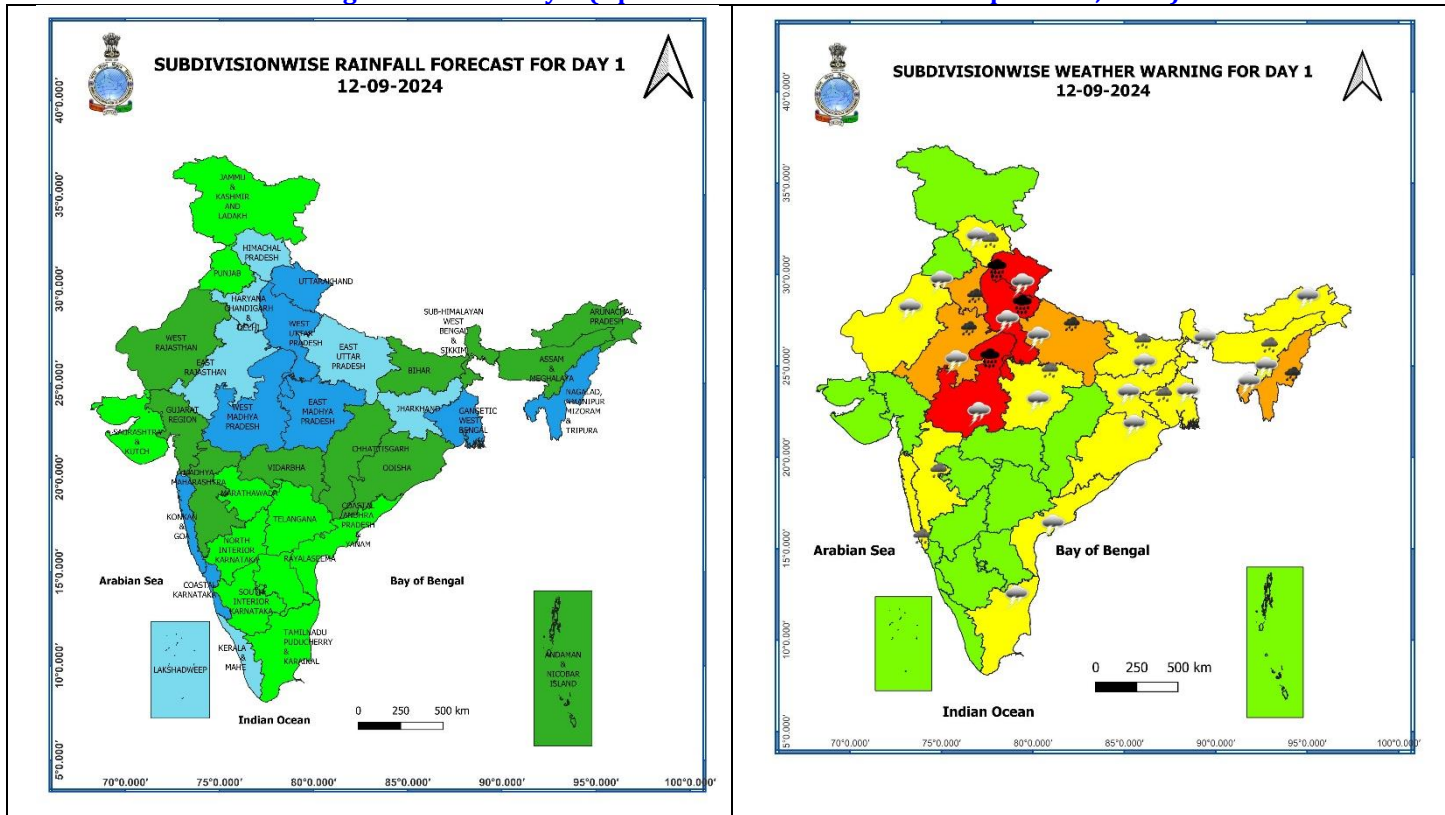 SUBDIVISIONWISE RAINFALL FORECAST FOR DAY 1
12-09-2024
40°0.000'
35°0.000'
30°0.000'
25°0.000'
20°0.000'
15°0.000'
10°0.000'
5°0.000'
JAMMU
&
KASHMIR
AND
LADAKH
HIMACHAL
PRADESH
PUNJAB
UTTARAKHAND
HARYANA
CHANDIGARH
&
DELHI
WEST
UTTAR
PRADESH
SUB-HIMALAYAN
WEST
BENGAL
&
SIKKIM
ARUNACHAL
PRADESH
WEST
RAJASTHAN
EAST
RAJASTHAN
EAST
UTTAR
PRADESH
BIHAR
ASSAM
&
MEGHALAYA
NAGALAD,
MIZORAM
&
TRIPURA
GUJARAT
REGION
WEST
MADHYA
PRADESH
EAST
MADHYA
PRADESH
JHARKHAND
GANGETIC
WEST
BENGAL
SAURASHTRA
&
KUTCH
CHHATTISGARH
ODISHA
VIDARBHA
MADHYA
MAHARASHTRA
MARATHAWADA
KONKAN
&
GOA
TELANGANA
COASTAL
ANDHRA
PRADESH
&
YANAM
NORTH
INTERIOR
KARNATAKA
RAYALASEEMA
COASTAL
KARNATAKA
SOUTH
INTERIOR
KARNATAKA
TAMILNADU
PUDUCHERRY
&
KARAIKAL
KERALA
&
MAHE
LAKSHADWEEP
ANDAMAN
&
NICOBAR
ISLAND
Arabian Sea
Bay of Bengal
Indian Ocean
0 250 500 km
70°0.000' 75°0.000' 80°0.000' 85°0.000' 90°0.000' 95°0.000' 100°0.000'
SUBDIVISIONWISE WEATHER WARNING FOR DAY 1
12-09-2024
40°0.000'
35°0.000'
30°0.000'
25°0.000'
20°0.000'
15°0.000'
10°0.000'
5°0.000'
Arabian Sea
Bay of Bengal
Indian Ocean
0 250 500 km
70°0.000' 75°0.000' 80°0.000' 85°0.000' 90°0.000' 95°0.000' 100°0.000'